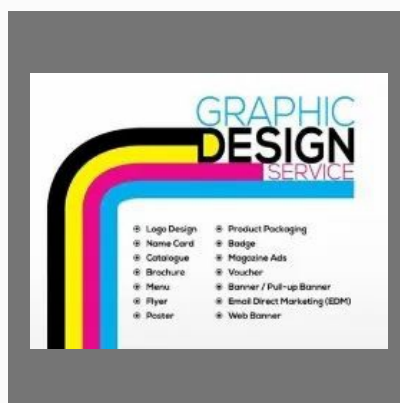 GRAPHIC
DESIGN
SERVICE
Logo Design
Name Card
Catalogue
Brochure
Menu
Flyer
Poster
Product Packaging
Badge
Magazine Ads
Voucher
Banner / Pull-up Banner
Email Direct Marketing (EDM)
Web Banner